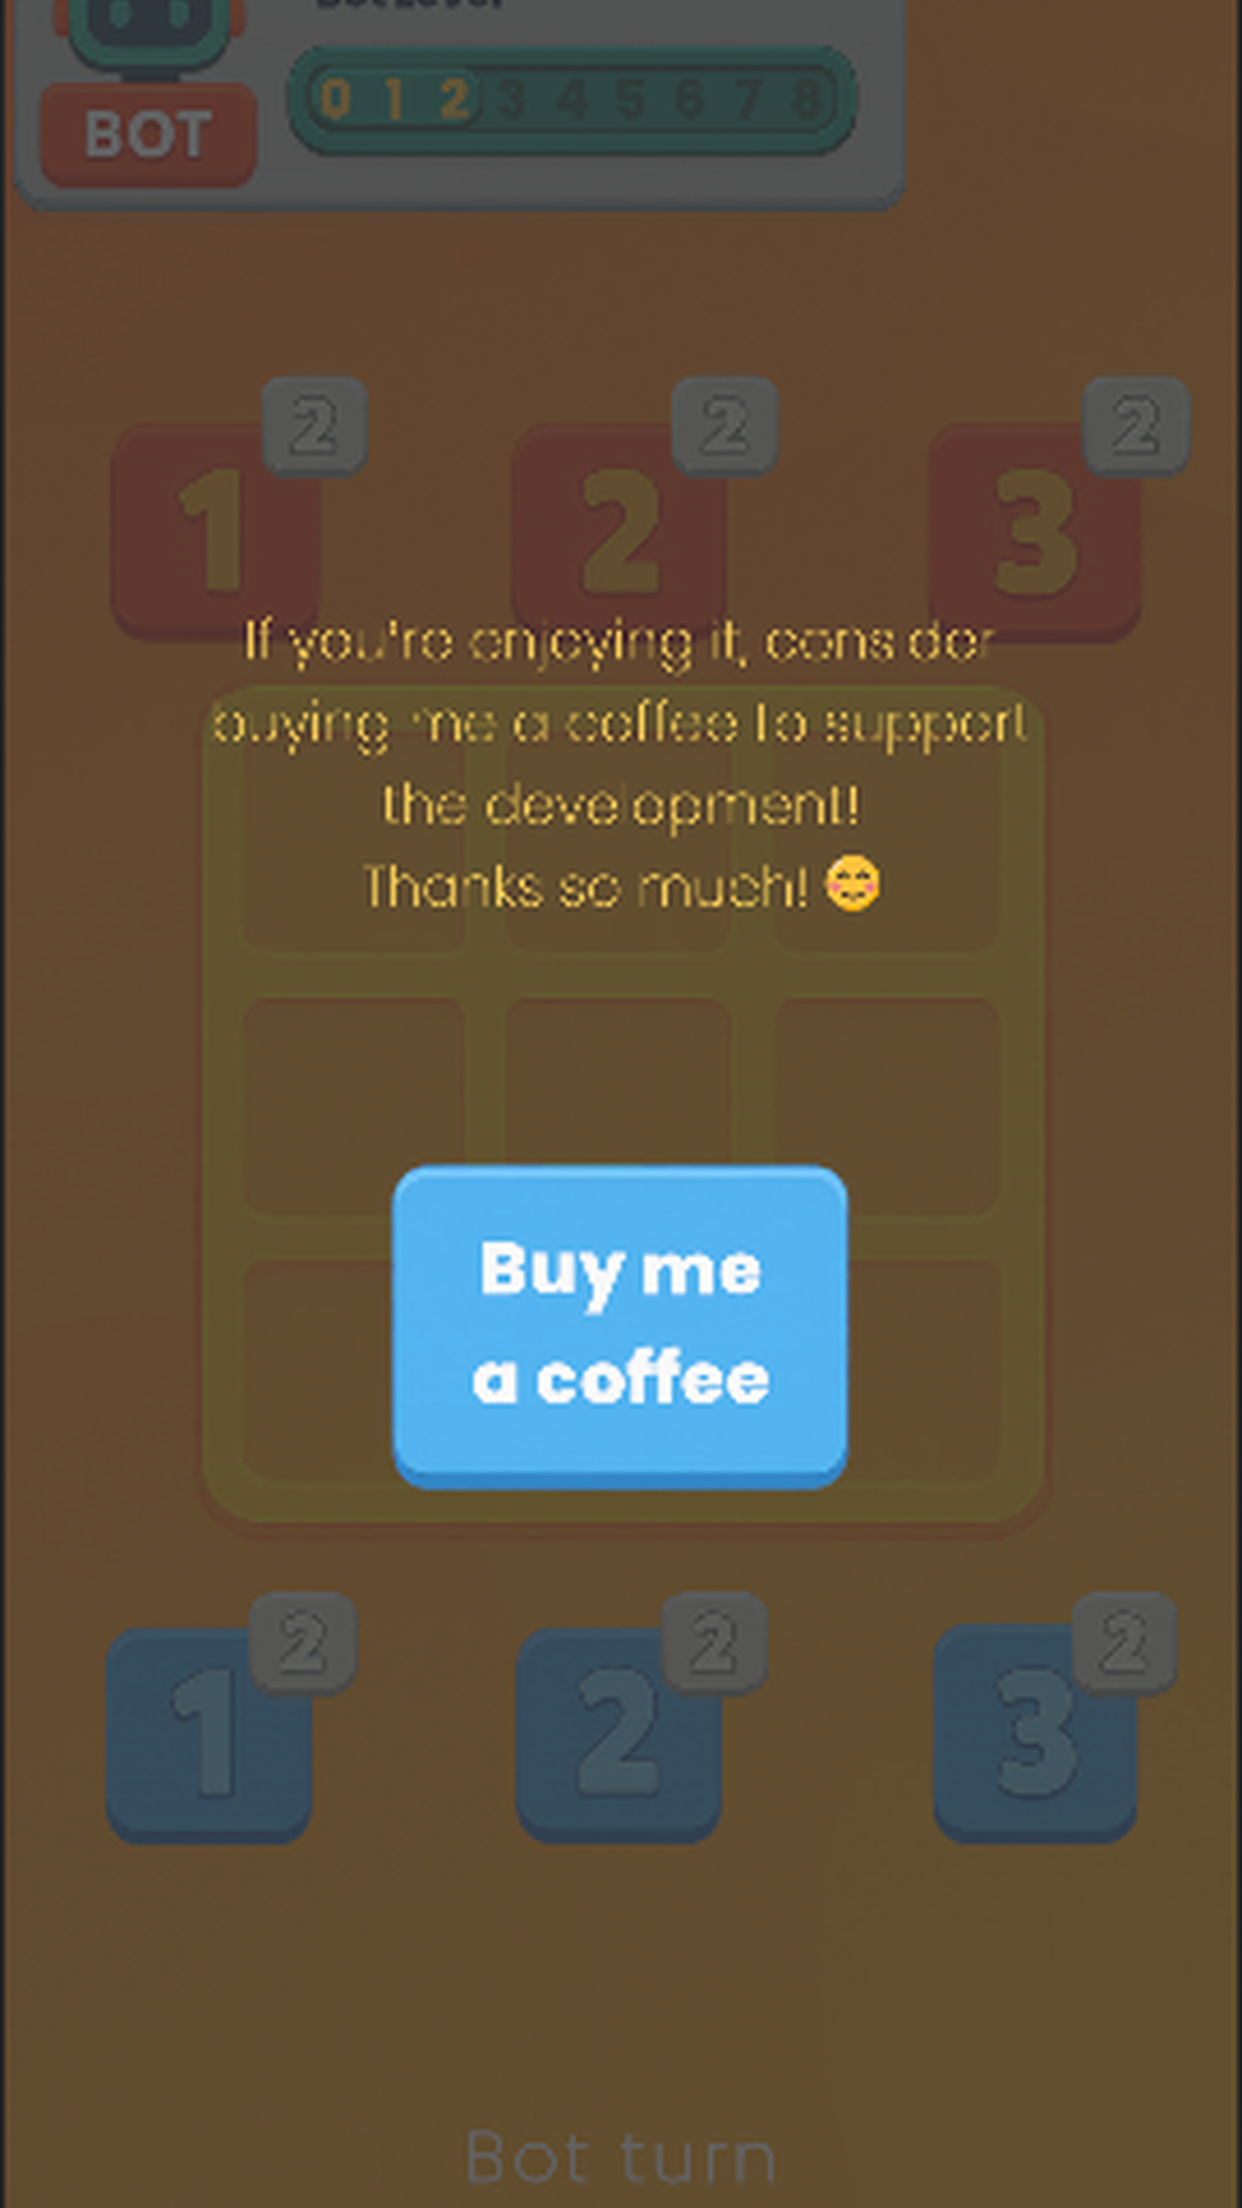 BOT
0 1 2 3 4 5 6 7 8
2 2 2
1 2 3
If you're enjoying it, consider
buying me a coffee to support
the development!
Thanks so much! 😊
Buy me
a coffee
2 2 2
1 2 3
Bot turn